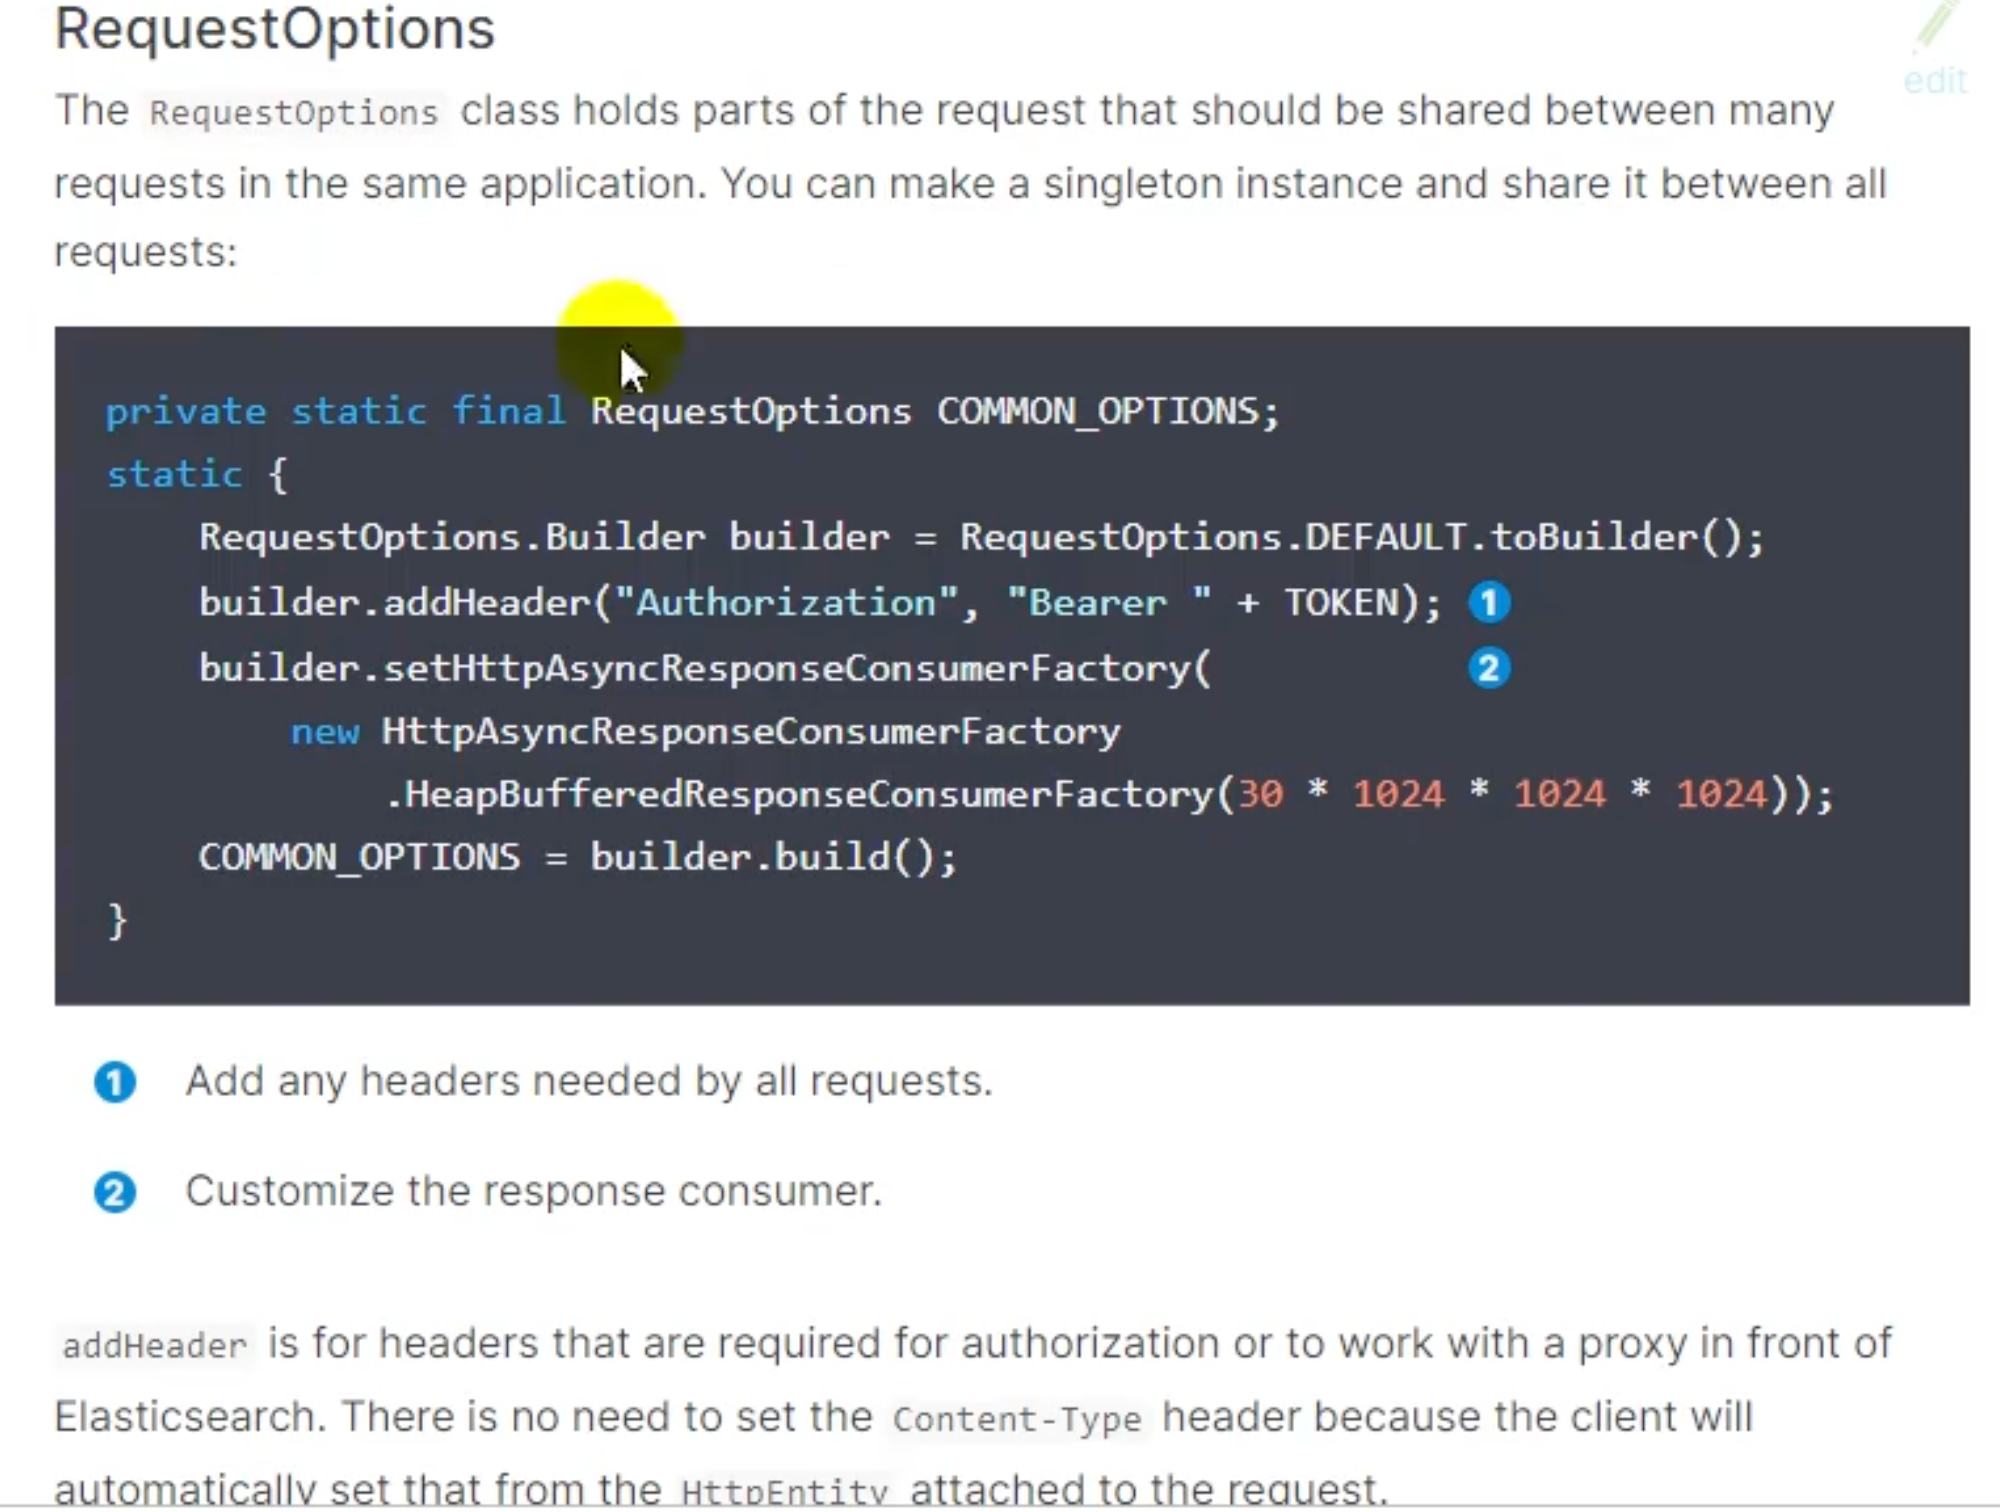 RequestOptions
edit
The RequestOptions class holds parts of the request that should be shared between many
requests in the same application. You can make a singleton instance and share it between all
requests:
private static final RequestOptions COMMON_OPTIONS;
static {
    RequestOptions.Builder builder = RequestOptions.DEFAULT.toBuilder();
    builder.addHeader("Authorization", "Bearer " + TOKEN); 1
    builder.setHttpAsyncResponseConsumerFactory( 2
        new HttpAsyncResponseConsumerFactory
            .HeapBufferedResponseConsumerFactory(30 * 1024 * 1024 * 1024));
    COMMON_OPTIONS = builder.build();
}
1 Add any headers needed by all requests.
2 Customize the response consumer.
addHeader is for headers that are required for authorization or to work with a proxy in front of
Elasticsearch. There is no need to set the Content-Type header because the client will
automatically set that from the HttpEntity attached to the request.